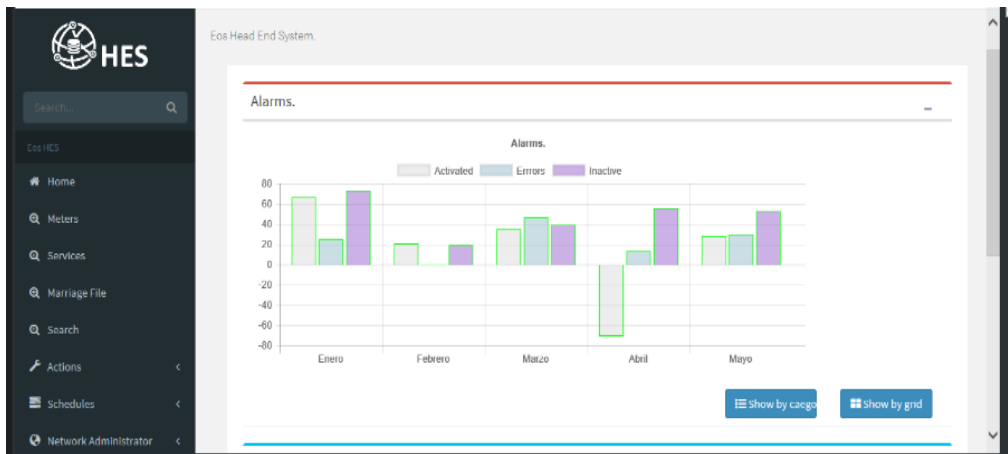 HES
Eos Head End System.
Search...
Eos HES
Home
Meters
Services
Marriage File
Search
Actions
Schedules
Network Administrator
Alarms.
Alarms.
Activated Errrors Inactive
80
60
40
20
0
-20
-40
-60
-80
Enero Febrero Marzo Abril Mayo
Show by caego Show by grid